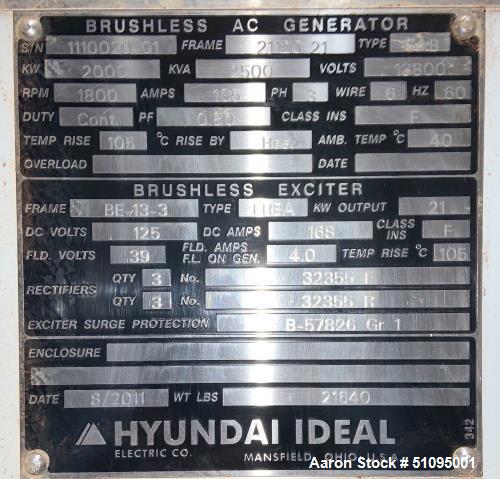 BRUSHLESS AC GENERATOR
S/N FRAME TYPE
KW 2000 KVA 2500 VOLTS 13800
RPM 1800 AMPS 105 PH 3 WIRE 6 HZ 60
DUTY Cont. PF 0.80 CLASS INS F
TEMP RISE 105 °C RISE BY Res. AMB. TEMP °C 40
OVERLOAD DATE
BRUSHLESS EXCITER
FRAME BE-13-3 TYPE KW OUTPUT 21
DC VOLTS 125 DC AMPS 168 CLASS INS F
FLD. VOLTS 39 FLD. AMPS F.L. ON GEN. 4.0 TEMP RISE °C 105
RECTIFIERS QTY 3 No. 32355 F
QTY 3 No. 32355 R
EXCITER SURGE PROTECTION B-57826 Gr 1
ENCLOSURE
DATE 8/2011 WT LBS 21640
HYUNDAI IDEAL
ELECTRIC CO. MANSFIELD, OHIO, U.S.A.
342
Aaron Stock # 51095001